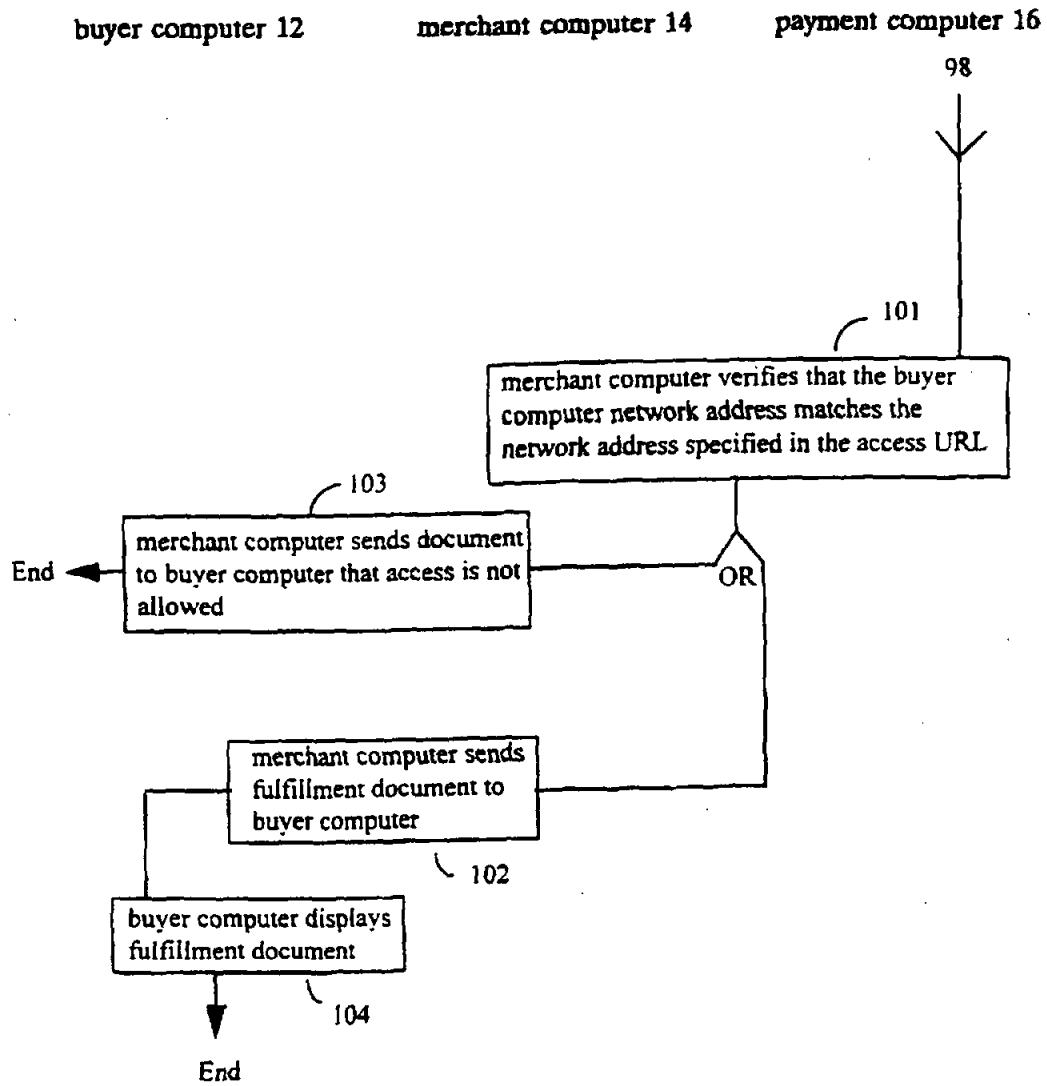 buyer computer 12 merchant computer 14 payment computer 16
98
101
merchant computer verifies that the buyer
computer network address matches the
network address specified in the access URL
103
merchant computer sends document
to buyer computer that access is not
allowed
End
OR
merchant computer sends
fulfillment document to
buyer computer
102
buyer computer displays
fulfillment document
104
End